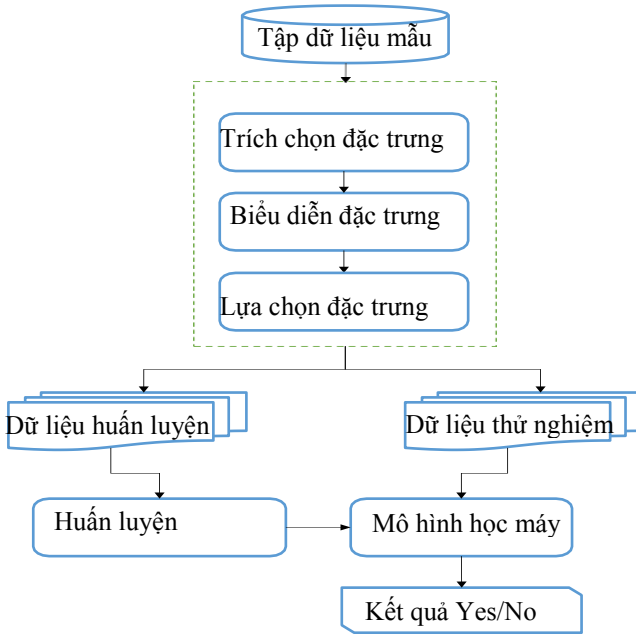 Tập dữ liệu mẫu
Trích chọn đặc trưng
Biểu diễn đặc trưng
Lựa chọn đặc trưng
Dữ liệu huấn luyện
Dữ liệu thử nghiệm
Huấn luyện
Mô hình học máy
Kết quả Yes/No